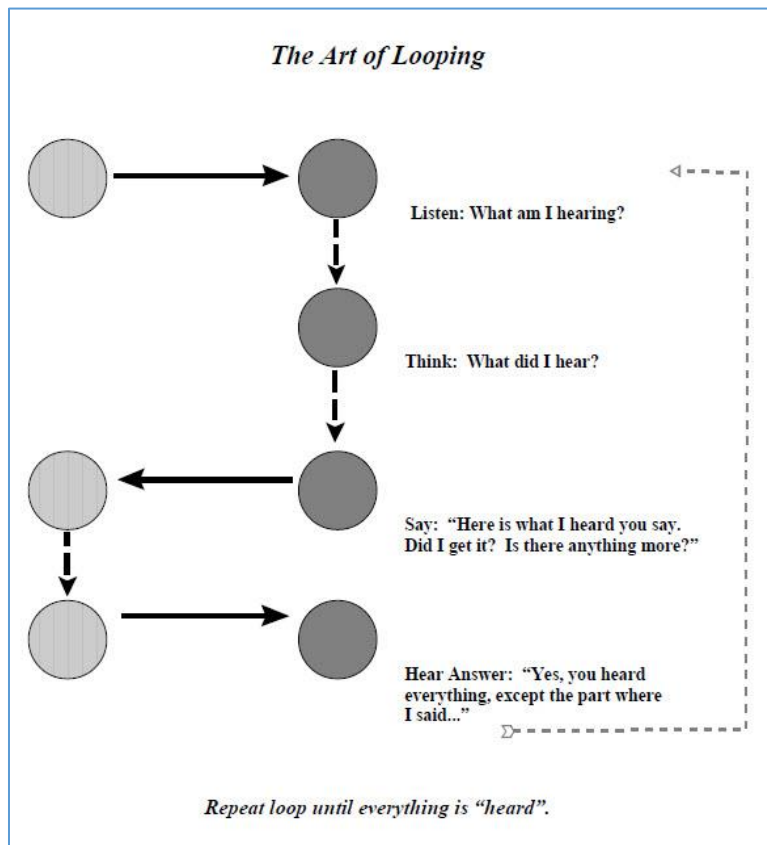 The Art of Looping
Listen: What am I hearing?
Think:  What did I hear?
Say:  “Here is what I heard you say.
Did I get it?  Is there anything more?”
Hear Answer:  “Yes, you heard
everything, except the part where
I said...”
Repeat loop until everything is “heard”.